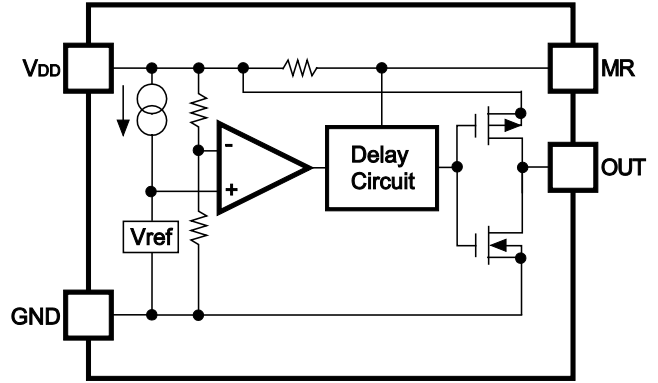 VDD
MR
-
Delay
Circuit
OUT
+
Vref
GND